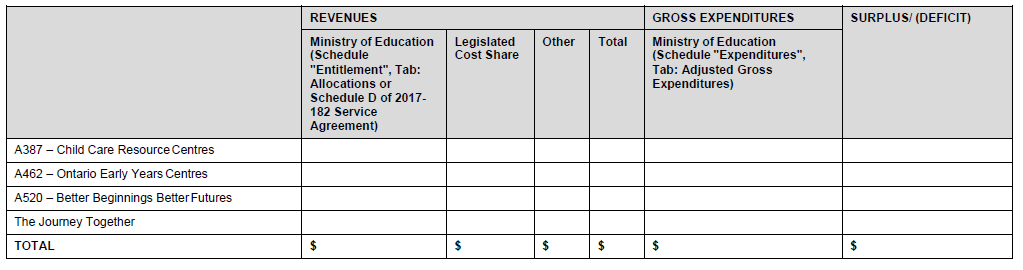 REVENUES GROSS EXPENDITURES SURPLUS/ (DEFICIT)
Ministry of Education
(Schedule
"Entitlement", Tab:
Allocations or
Schedule D of 2017-
182 Service
Agreement)
Legislated
Cost Share
Other
Total
Ministry of Education
(Schedule "Expenditures",
Tab: Adjusted Gross
Expenditures)
A387 – Child Care Resource Centres
A462 – Ontario Early Years Centres
A520 – Better Beginnings Better Futures
The Journey Together
TOTAL $ $ $ $ $ $